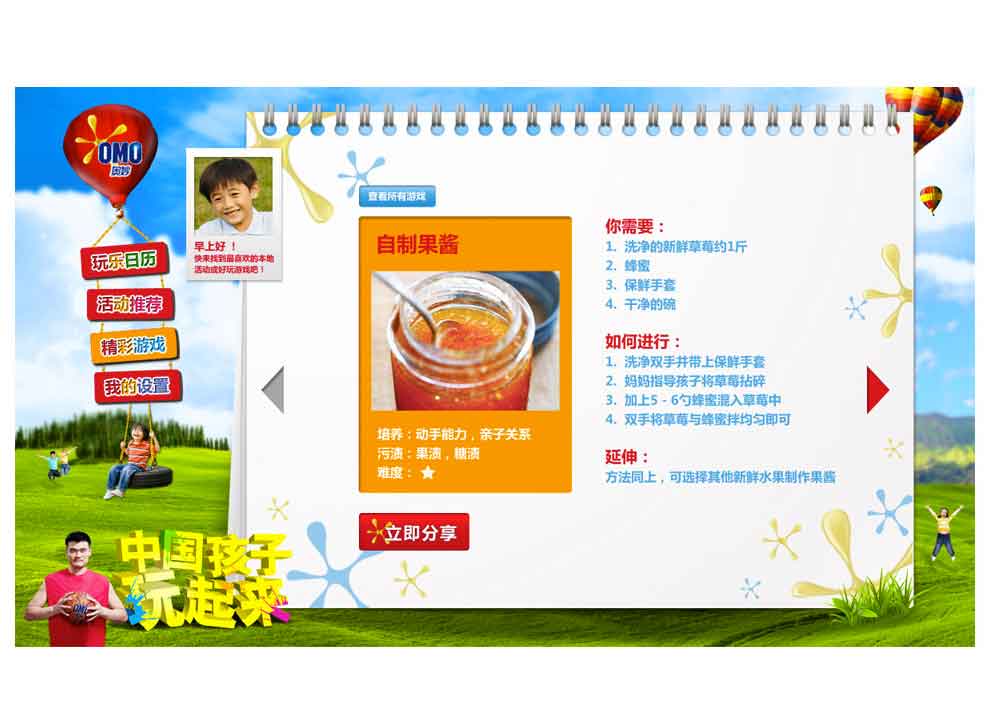 OMO
奥妙
玩乐日历
活动推荐
精彩游戏
我的设置
早上好 ！
快来找到最喜欢的本地
活动或好玩游戏吧！
查看所有游戏
自制果酱
培养：动手能力，亲子关系
污渍：果渍，糖渍
难度：
立即分享
你需要：
1. 洗净的新鲜草莓约1斤
2. 蜂蜜
3. 保鲜手套
4. 干净的碗
如何进行：
1. 洗净双手并带上保鲜手套
2. 妈妈指导孩子将草莓拈碎
3. 加上5 - 6勺蜂蜜混入草莓中
4. 双手将草莓与蜂蜜拌均匀即可
延伸：
方法同上，可选择其他新鲜水果制作果酱
中国孩子
玩起来
OMO